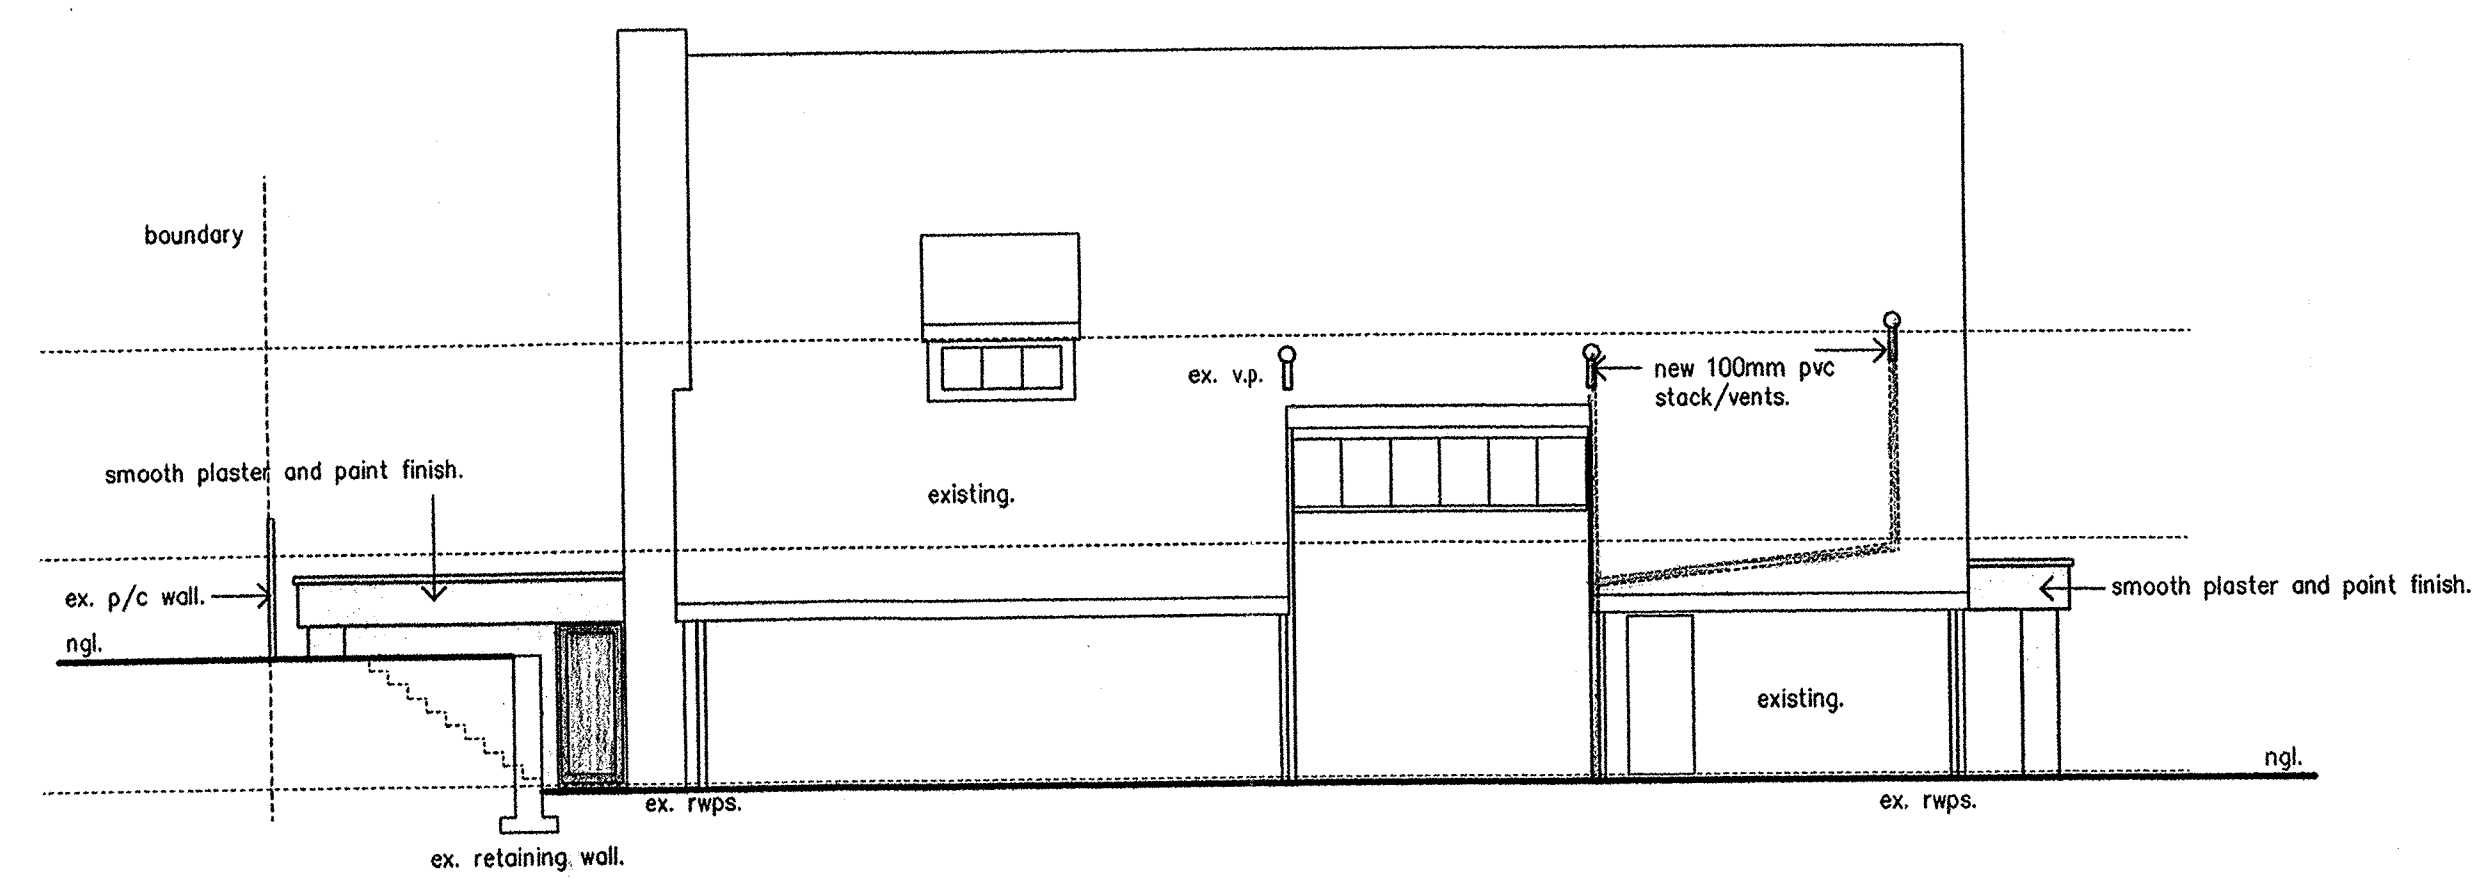 boundary
ex. v.p.
new 100mm pvc
stack/vents.
smooth plaster and paint finish.
existing.
ex. p/c wall.
smooth plaster and paint finish.
ngl.
existing.
ngl.
ex. rwps.
ex. rwps.
ex. retaining wall.